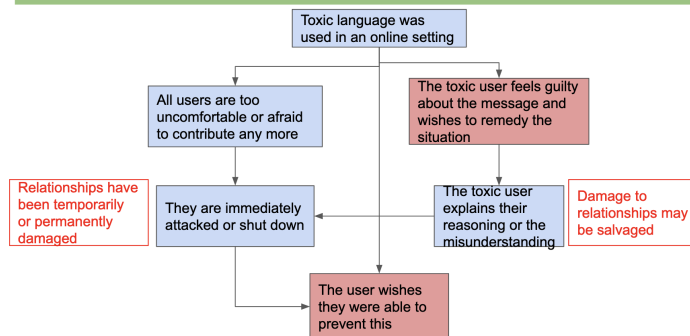 Toxic language was
used in an online setting
All users are too
uncomfortable or afraid
to contribute any more
The toxic user feels guilty
about the message and
wishes to remedy the
situation
Relationships have
been temporarily
or permanently
damaged
They are immediately
attacked or shut down
The toxic user
explains their
reasoning or the
misunderstanding
Damage to
relationships may
be salvaged
The user wishes
they were able to
prevent this